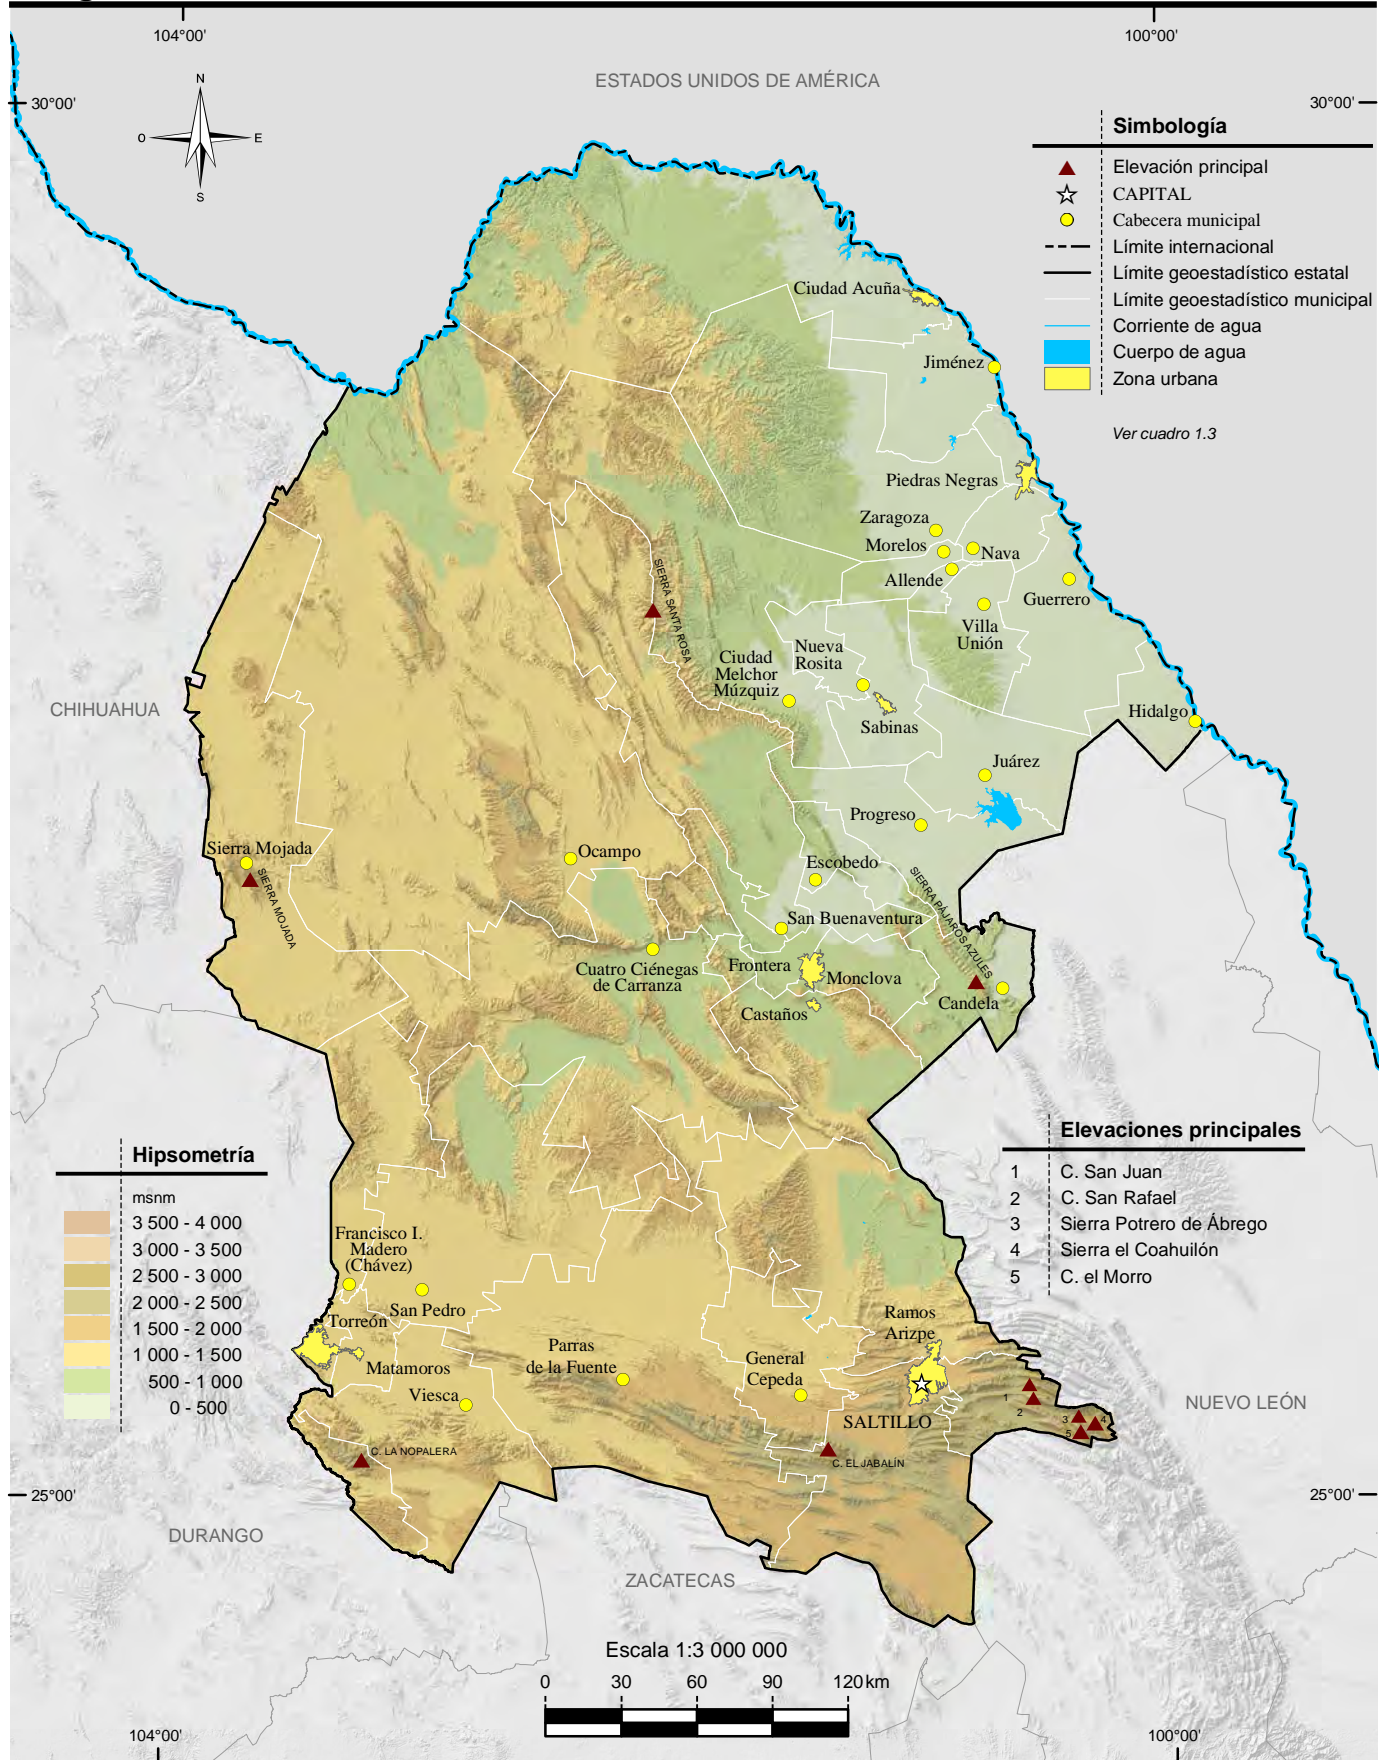 104°00'
100°00'
ESTADOS UNIDOS DE AMÉRICA
30°00'
30°00'
N
O
E
S
Simbología
Elevación principal
CAPITAL
Cabecera municipal
Límite internacional
Límite geoestadístico estatal
Límite geoestadístico municipal
Corriente de agua
Cuerpo de agua
Zona urbana
Ver cuadro 1.3
Ciudad Acuña
Jiménez
Piedras Negras
Zaragoza
Morelos
Nava
Allende
Guerrero
Villa
Unión
SIERRA SANTA ROSA
Nueva
Rosita
Ciudad
Melchor
Múzquiz
Sabinas
CHIHUAHUA
Hidalgo
Juárez
Progreso
Sierra Mojada
SIERRA MOJADA
Ocampo
Escobedo
SIERRA PÁJAROS AZULES
San Buenaventura
Cuatro Ciénegas
de Carranza
Frontera
Monclova
Castaños
Candela
Hipsometría
msnm
3 500 - 4 000
3 000 - 3 500
2 500 - 3 000
2 000 - 2 500
1 500 - 2 000
1 000 - 1 500
500 - 1 000
0 - 500
Elevaciones principales
1 C. San Juan
2 C. San Rafael
3 Sierra Potrero de Ábrego
4 Sierra el Coahuilón
5 C. el Morro
Francisco I.
Madero
(Chávez)
San Pedro
Torreón
Matamoros
Viesca
Parras
de la Fuente
General
Cepeda
Ramos
Arizpe
SALTILLO
1
2
3
4
5
NUEVO LEÓN
C. LA NOPALERA
C. EL JABALÍN
25°00'
25°00'
DURANGO
ZACATECAS
Escala 1:3 000 000
0 30 60 90 120 km
104°00'
100°00'